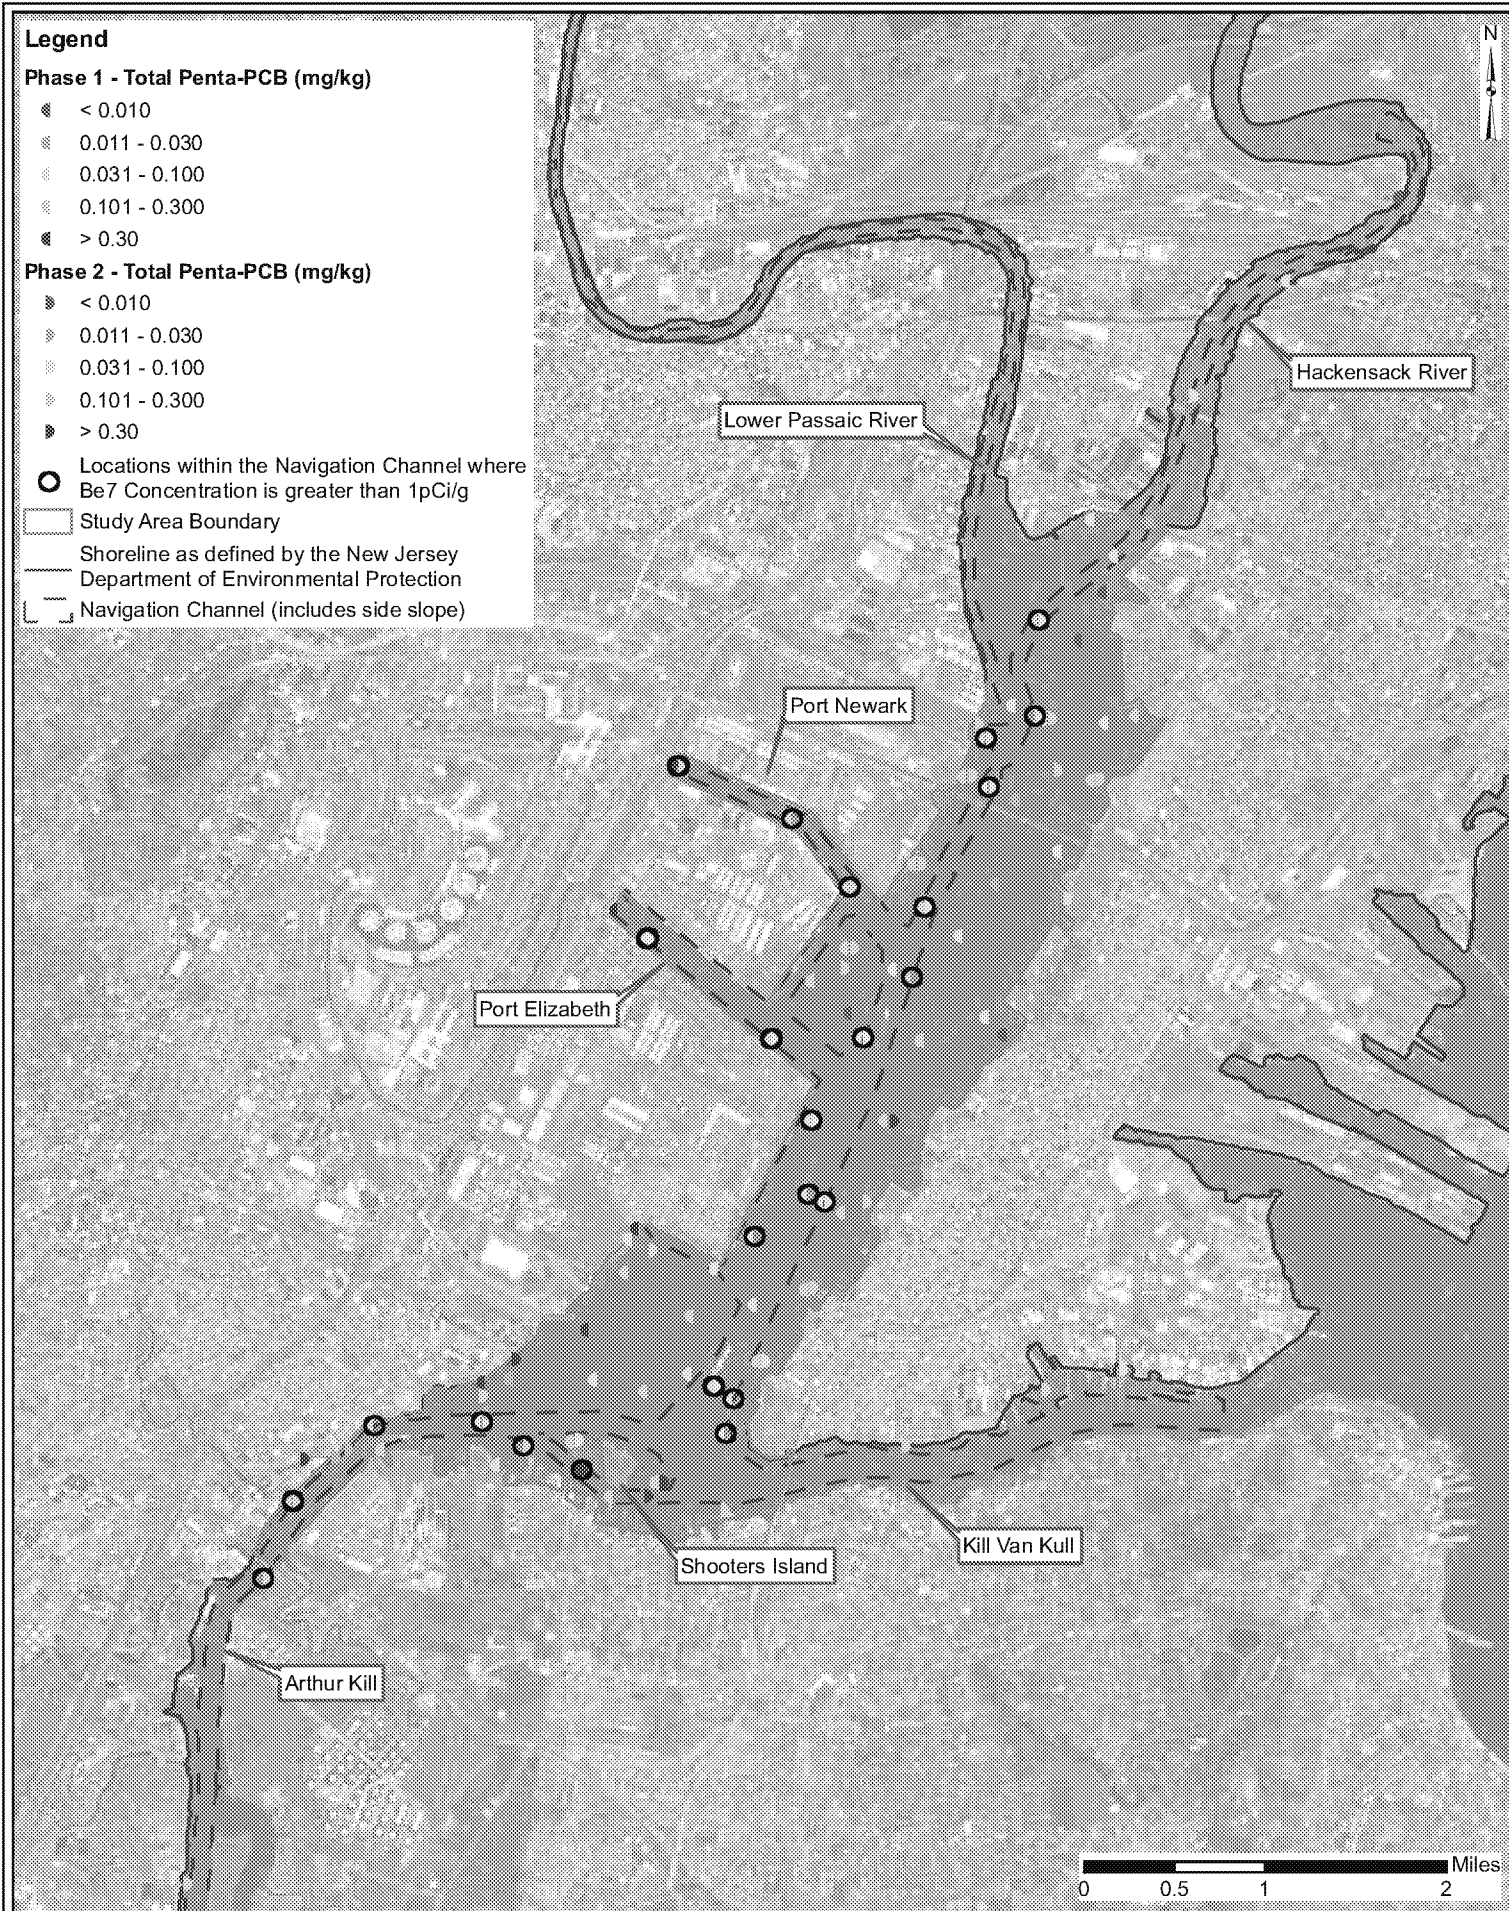 Legend
Phase 1 - Total Penta-PCB (mg/kg)
< 0.010
0.011 - 0.030
0.031 - 0.100
0.101 - 0.300
> 0.30
Phase 2 - Total Penta-PCB (mg/kg)
< 0.010
0.011 - 0.030
0.031 - 0.100
0.101 - 0.300
> 0.30
Locations within the Navigation Channel where
Be7 Concentration is greater than 1pCi/g
Study Area Boundary
Shoreline as defined by the New Jersey
Department of Environmental Protection
Navigation Channel (includes side slope)
N
Hackensack River
Lower Passaic River
Port Newark
Port Elizabeth
Kill Van Kull
Shooters Island
Arthur Kill
Miles
0 0.5 1 2